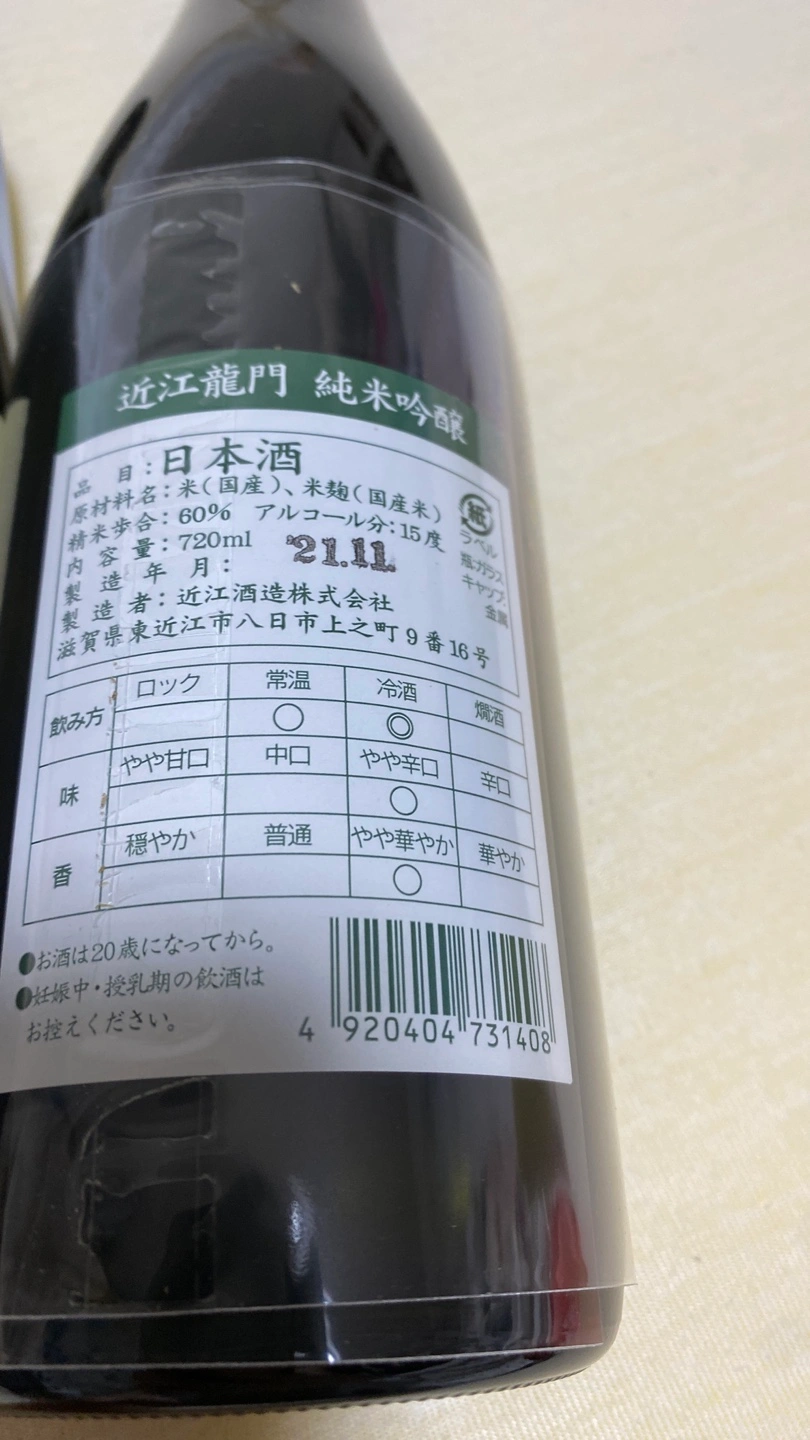 近江龍門 純米吟醸
品目：日本酒
原材料名：米（国産）、米麹（国産米）
精米歩合：60% アルコール分：15度
内容量：720ml
製造年月： '21.11.
製造者：近江酒造株式会社
滋賀県東近江市八日市上之町9番16号
紙
ラベル
瓶:ガラス
キャップ:
金属
飲み方 ロック 常温 冷酒 燗酒
○ ◎
味 やや甘口 中口 やや辛口 辛口
○
香 穏やか 普通 やや華やか 華やか
○
●お酒は20歳になってから。
●妊娠中・授乳期の飲酒は
お控えください。
4 920404 731408